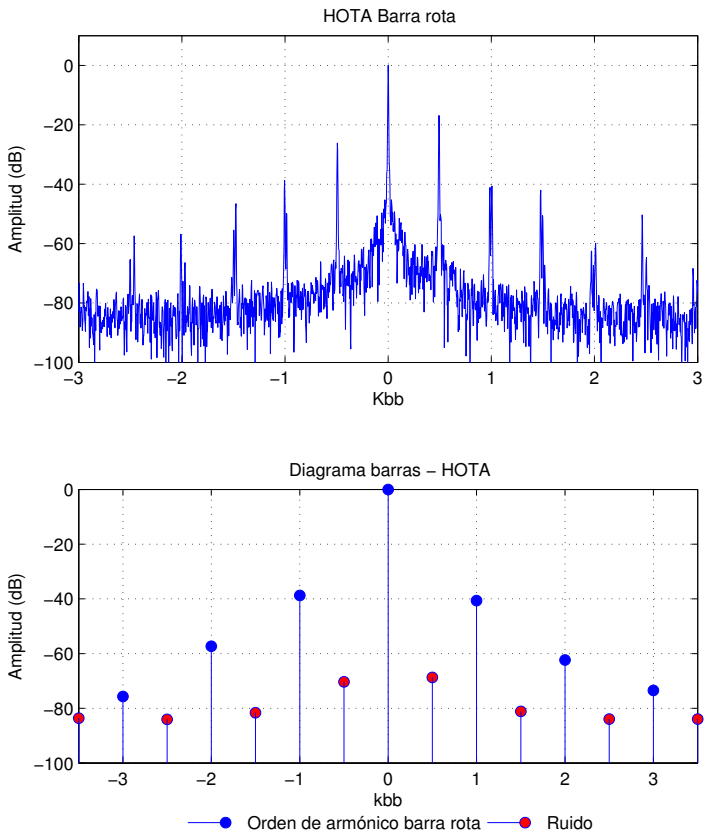 HOTA Barra rota
0
−20
−40
−60
−80
−100
Amplitud (dB)
−3 −2 −1 0 1 2 3
Kbb
Diagrama barras − HOTA
0
−20
−40
−60
−80
−100
Amplitud (dB)
−3 −2 −1 0 1 2 3
kbb
Orden de armónico barra rota Ruido